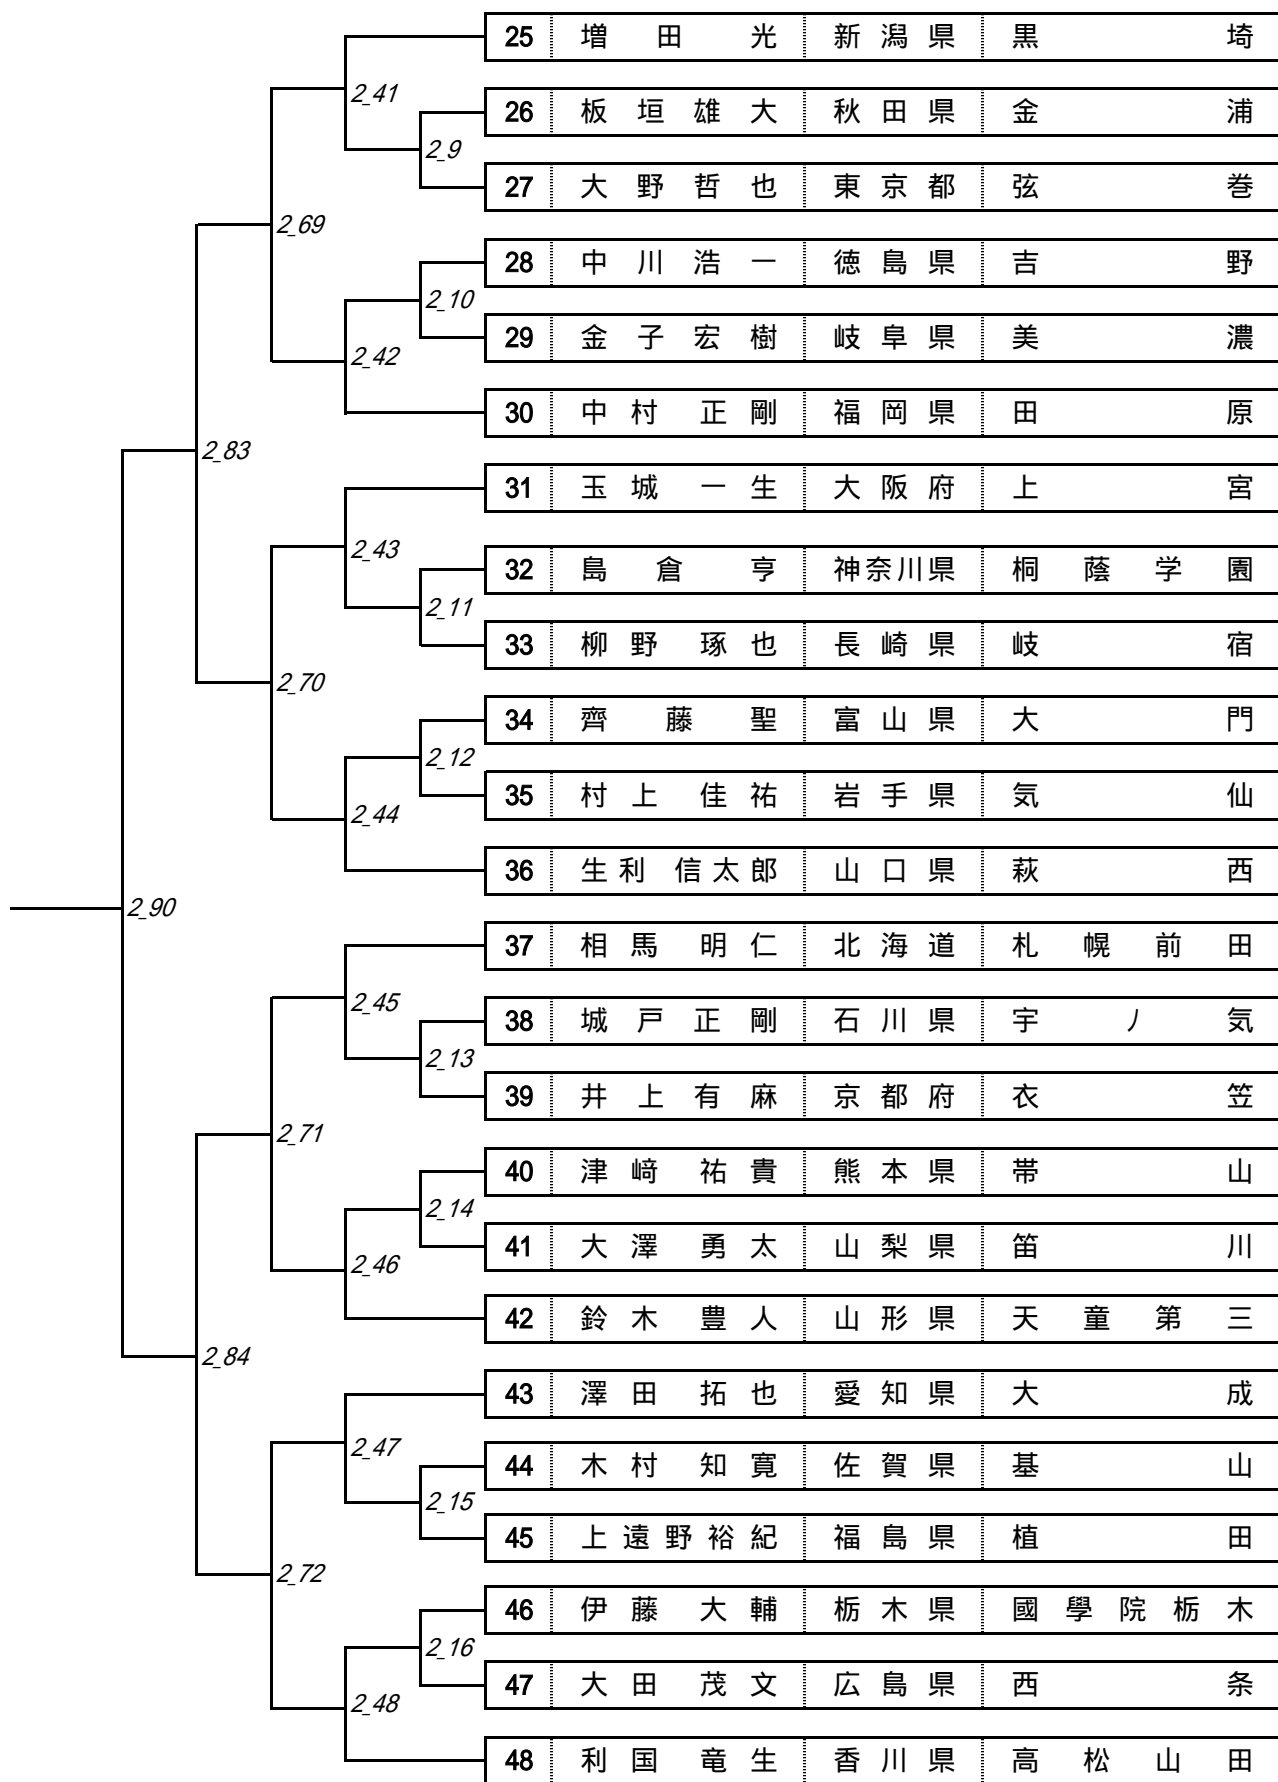 25 増田光 新潟県 黒埼
2_41
26 板垣雄大 秋田県 金浦
2_9
27 大野哲也 東京都 弦巻
2_69
28 中川浩一 徳島県 吉野
2_10
29 金子宏樹 岐阜県 美濃
2_42
30 中村正剛 福岡県 田原
2_83
31 玉城一生 大阪府 上宮
2_43
32 島倉亨 神奈川県 桐蔭学園
2_11
33 柳野琢也 長崎県 岐宿
2_70
34 齊藤聖 富山県 大門
2_12
35 村上佳祐 岩手県 気仙
2_44
36 生利信太郎 山口県 萩西
2_90
37 相馬明仁 北海道 札幌前田
2_45
38 城戸正剛 石川県 宇ノ気
2_13
39 井上有麻 京都府 衣笠
2_71
40 津﨑祐貴 熊本県 帯山
2_14
41 大澤勇太 山梨県 笛川
2_46
42 鈴木豊人 山形県 天童第三
2_84
43 澤田拓也 愛知県 大成
2_47
44 木村知寛 佐賀県 基山
2_15
45 上遠野裕紀 福島県 植田
2_72
46 伊藤大輔 栃木県 國學院栃木
2_16
47 大田茂文 広島県 西条
2_48
48 利国竜生 香川県 高松山田